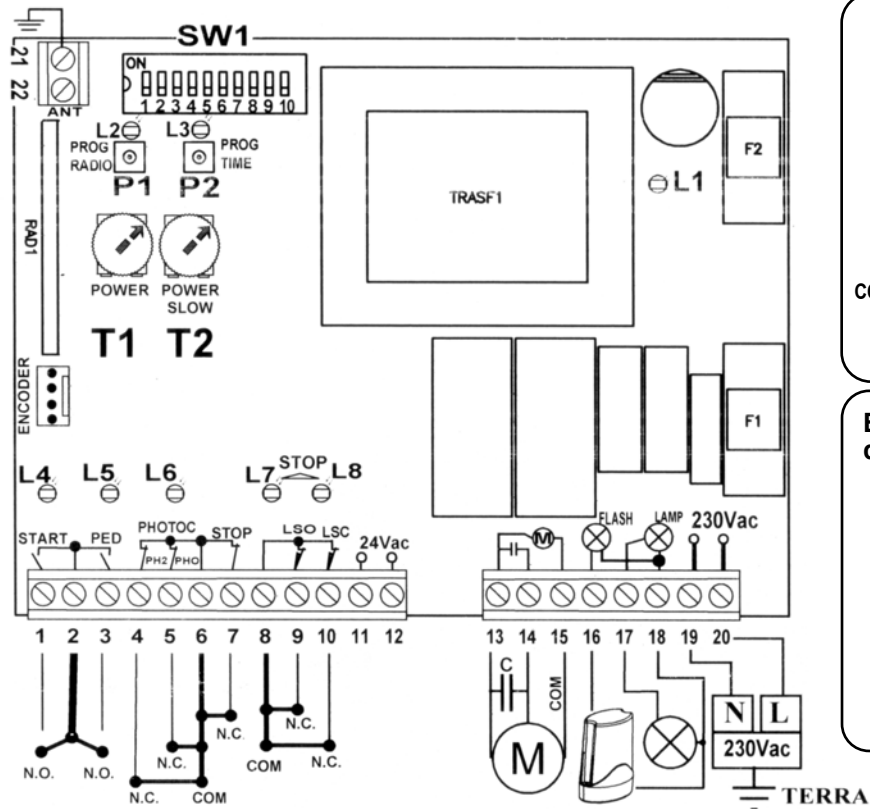 SW1
21
22
ANT
ON
1 2 3 4 5 6 7 8 9 10
L2
L3
PROG RADIO
PROG TIME
P1
P2
POWER
POWER SLOW
T1
T2
RAD1
ENCODER
TRASF1
L1
F2
F1
L4
L5
L6
L7
STOP
L8
START
PED
PHOTOC
PH2
PHO
STOP
LSO
LSC
24Vac
M
FLASH
LAMP
230Vac
1 2 3 4 5 6 7 8 9 10 11 12
13 14 15 16 17 18 19 20
N.O.
N.O.
N.C.
N.C.
COM
N.C.
COM
N.C.
N.C.
C
COM
M
N
L
230Vac
TERRA